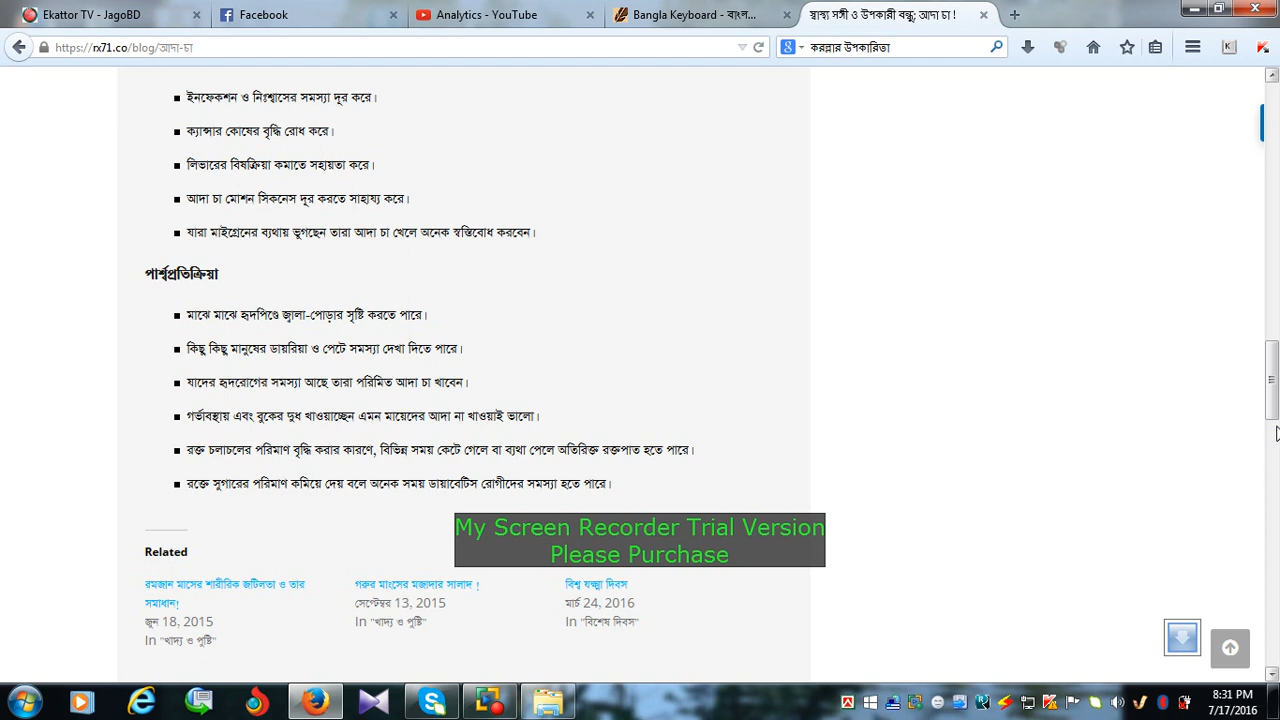 Ekattor TV - JagoBD
Facebook
Analytics - YouTube
Bangla Keyboard - বাংল...
স্বাস্থ্য সঙ্গী ও উপকারী বন্ধু; আদা চা !
https://rx71.co/blog/আদা-চা
করল্লার উপকারিতা
ইনফেকশন ও নিঃশ্বাসের সমস্যা দূর করে।
ক্যান্সার কোষের বৃদ্ধি রোধ করে।
লিভারের বিষক্রিয়া কমাতে সহায়তা করে।
আদা চা মোশন সিকনেস দূর করতে সাহায্য করে।
যারা মাইগ্রেনের ব্যথায় ভুগছেন তারা আদা চা খেলে অনেক স্বস্তিবোধ করবেন।
পার্শ্বপ্রতিক্রিয়া
মাঝে মাঝে হৃদপিণ্ডে জ্বালা-পোড়ার সৃষ্টি করতে পারে।
কিছু কিছু মানুষের ডায়রিয়া ও পেটে সমস্যা দেখা দিতে পারে।
যাদের হৃদরোগের সমস্যা আছে তারা পরিমিত আদা চা খাবেন।
গর্ভাবস্থায় এবং বুকের দুধ খাওয়াচ্ছেন এমন মায়েদের আদা না খাওয়াই ভালো।
রক্ত চলাচলের পরিমাণ বৃদ্ধি করার কারণে, বিভিন্ন সময় কেটে গেলে বা ব্যথা পেলে অতিরিক্ত রক্তপাত হতে পারে।
রক্তে সুগারের পরিমাণ কমিয়ে দেয় বলে অনেক সময় ডায়াবেটিস রোগীদের সমস্যা হতে পারে।
My Screen Recorder Trial Version
Please Purchase
Related
রমজান মাসের শারীরিক জটিলতা ও তার
সমাধান!
জুন 18, 2015
In "খাদ্য ও পুষ্টি"
গরুর মাংসের মজাদার সালাদ !
সেপ্টেম্বর 13, 2015
In "খাদ্য ও পুষ্টি"
বিশ্ব যক্ষ্মা দিবস
মার্চ 24, 2016
In "বিশেষ দিবস"
8:31 PM
7/17/2016